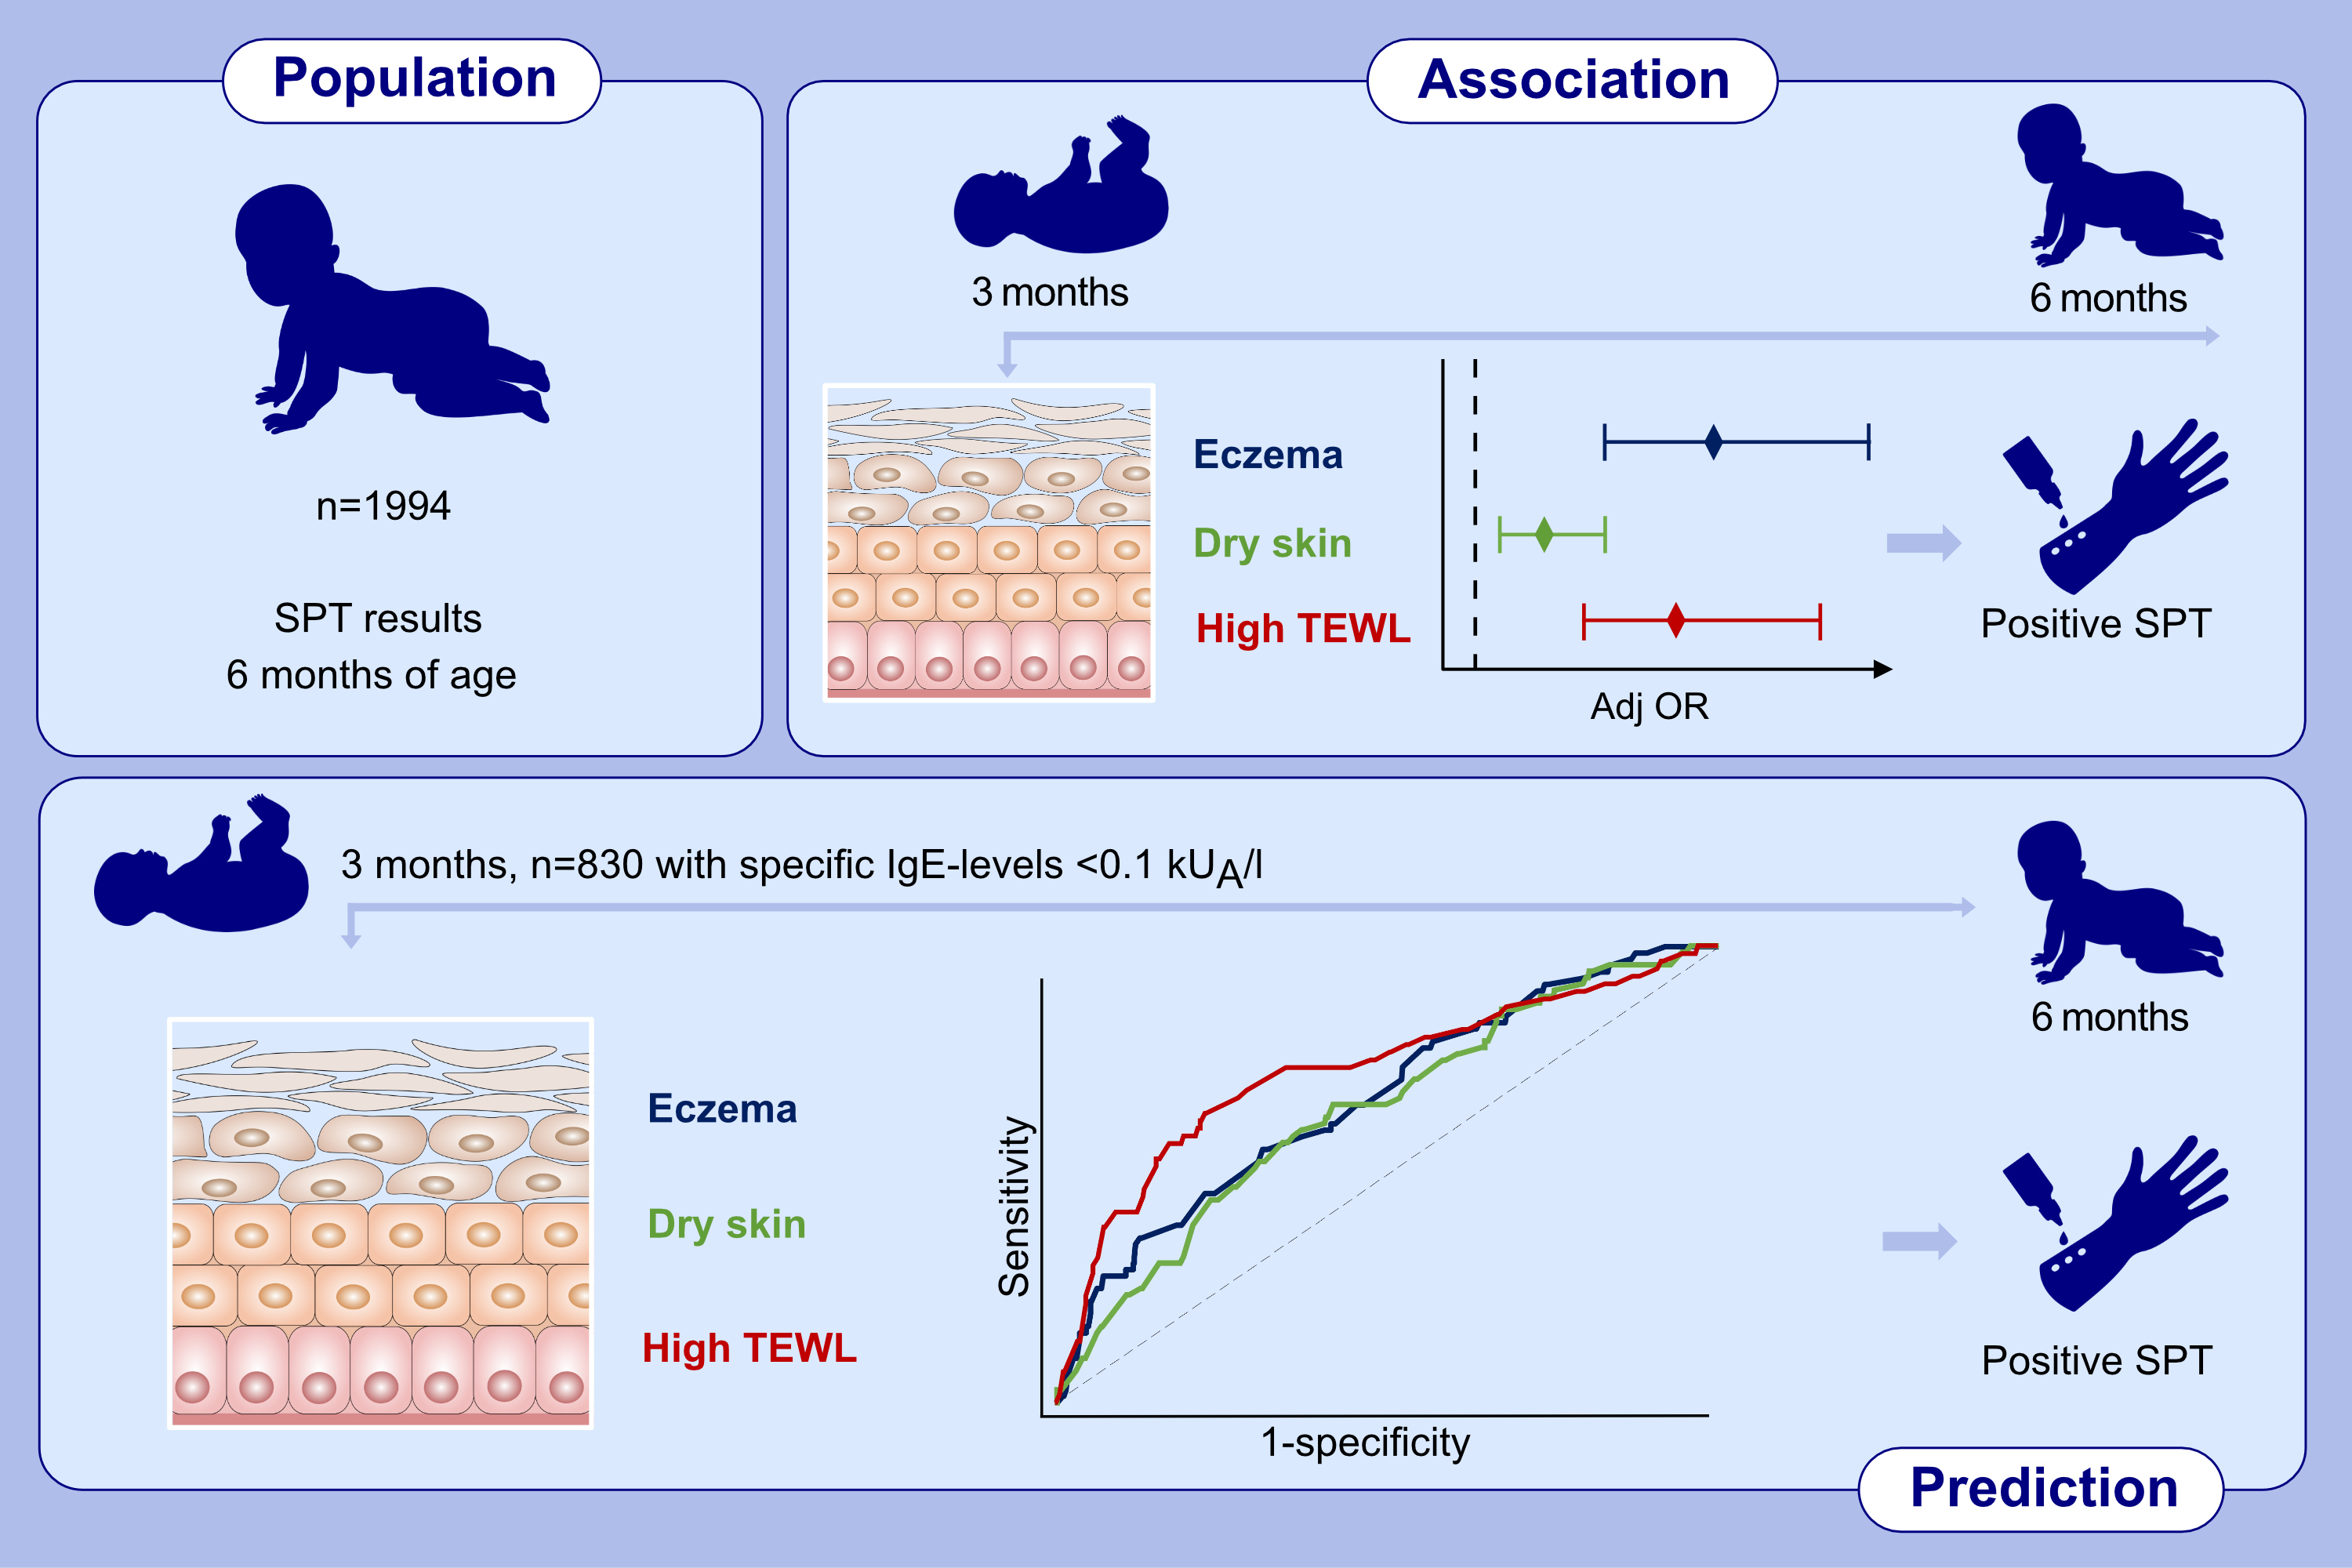 Population
n=1994
SPT results
6 months of age
Association
3 months
6 months
Eczema
Dry skin
High TEWL
Adj OR
Positive SPT
3 months, n=830 with specific IgE-levels <0.1 kUA/l
6 months
Eczema
Dry skin
High TEWL
Sensitivity
1-specificity
Positive SPT
Prediction